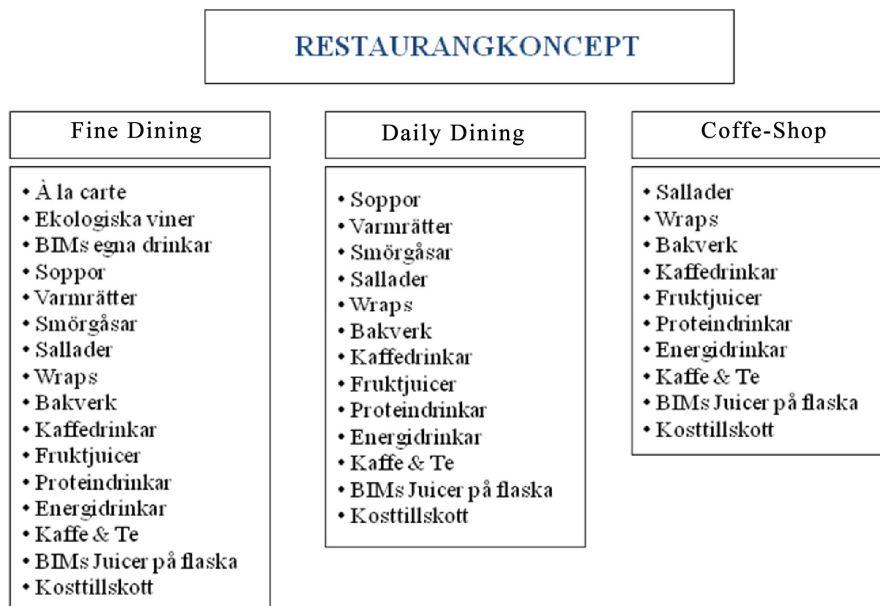 RESTAURANGKONCEPT
Fine Dining
• À la carte
• Ekologiska viner
• BIMs egna drinkar
• Soppor
• Varmrätter
• Smörgåsar
• Sallader
• Wraps
• Bakverk
• Kaffedrinkar
• Fruktjuicer
• Proteindrinkar
• Energidrinkar
• Kaffe & Te
• BIMs Juicer på flaska
• Kosttillskott
Daily Dining
• Soppor
• Varmrätter
• Smörgåsar
• Sallader
• Wraps
• Bakverk
• Kaffedrinkar
• Fruktjuicer
• Proteindrinkar
• Energidrinkar
• Kaffe & Te
• BIMs Juicer på flaska
• Kosttillskott
Coffe-Shop
• Sallader
• Wraps
• Bakverk
• Kaffedrinkar
• Fruktjuicer
• Proteindrinkar
• Energidrinkar
• Kaffe & Te
• BIMs Juicer på flaska
• Kosttillskott